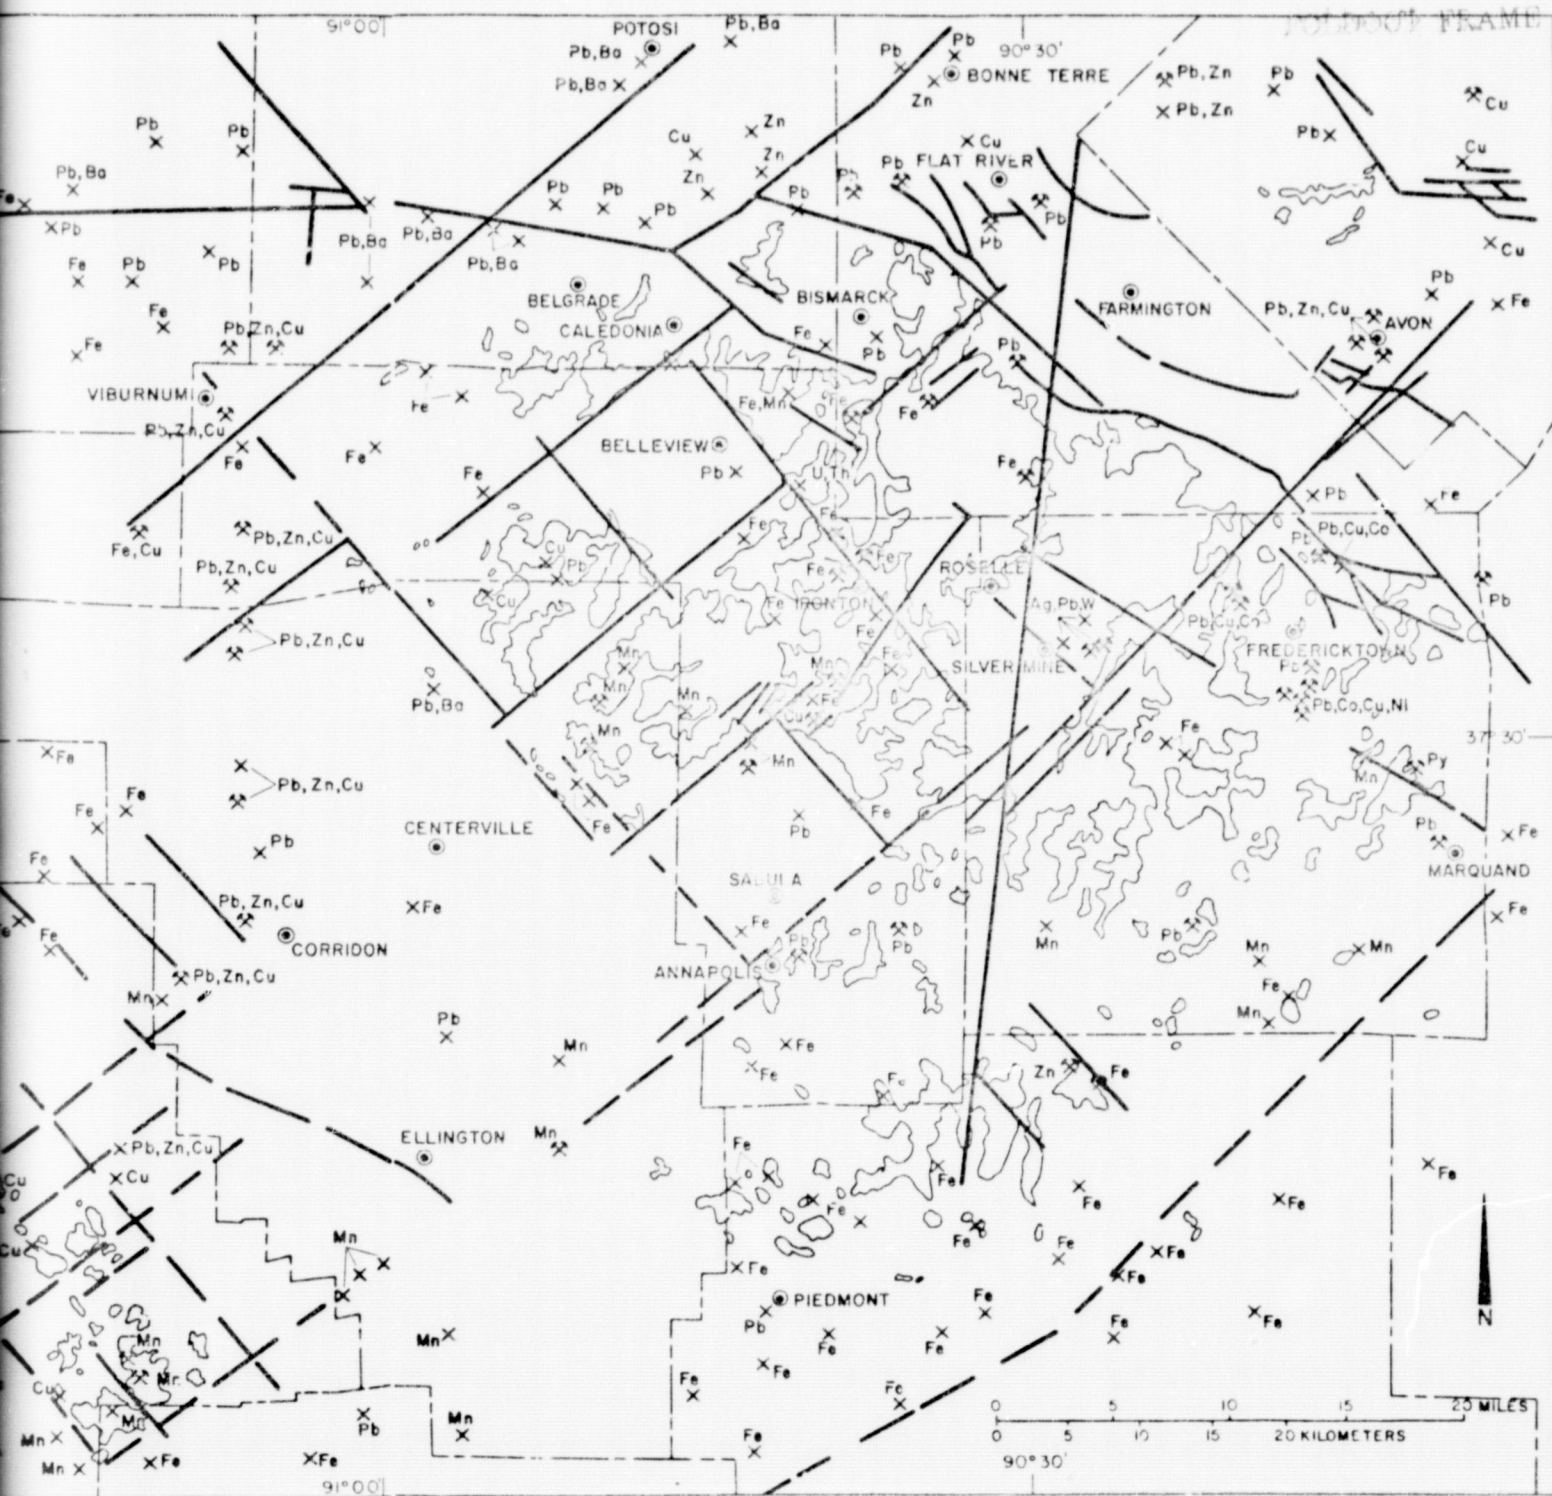 FOLDOUT FRAME
91°00'
POTOSI
Pb,Ba
Pb,Ba
Pb,Ba
Pb
Pb
90°30'
BONNE TERRE
Zn
Pb,Zn
Pb
Cu
Pb,Zn
Pb
Pb
Pb
Cu
Zn
Cu
FLAT RIVER
Pb
Cu
Zn
Zn
Pb
Pb,Ba
Fe
Pb
Pb
Pb
Pb
Pb
Pb
Pb
Pb
Pb,Ba
Pb,Ba
Pb,Ba
Cu
Fe
Pb
Pb
BELGRADE
BISMARCK
FARMINGTON
Pb
Fe
Fe
Pb,Zn,Cu
CALEDONIA
Pb,Zn,Cu
AVON
Fe
Fe
Pb
Pb
VIBURNUM
Pb,Zn,Cu
Fe
Fe,Mn
Fe
Fe
BELLEVIEW
Fe
Fe
Fe
Pb
U,Th
Fe
Pb
Fe
Fe,Cu
Pb,Zn,Cu
Fe
Fe
Pb,Cu,Co
Pb
Pb,Zn,Cu
Cu
Pb
Fe
Fe
ROSELLE
Cu
Fe
IRONTON
Ag,Pb,W
Pb,Cu,Co
Pb
Pb,Zn,Cu
Fe
Fe
SILVER MINE
FREDERICKTOWN
Mn
Mn
Pb
Pb,Ba
Mn
Mn
Fe
Cu
Pb,Co,Cu,Ni
Fe
Mn
Fe
37°30'
Pb,Zn,Cu
Mn
Mn
Py
Fe
Fe
CENTERVILLE
Fe
Pb
Fe
Pb
Fe
Pb
Fe
MARQUAND
SABULA
Pb,Zn,Cu
Fe
Fe
Fe
Fe
Fe
CORRIDON
Pb
Pb
Mn
Pb
Mn
Mn
Pb,Zn,Cu
ANNAPOLIS
Mn
Fe
Mn
Pb
Mn
Fe
Fe
Zn
Fe
ELLINGTON
Mn
Fe
Pb,Zn,Cu
Cu
Cu
Fe
Fe
Fe
Fe
Fe
Cu
Mn
Fe
Fe
Fe
Fe
Fe
PIEDMONT
Fe
Pb
Fe
Fe
Fe
Fe
N
Mn
Mn
Fe
Fe
Cu
Mn
Pb
Mn
0 5 10 15 20 MILES
Mn
Fe
0 5 10 15 20 KILOMETERS
Mn
Fe
Fe
91°00'
90°30'